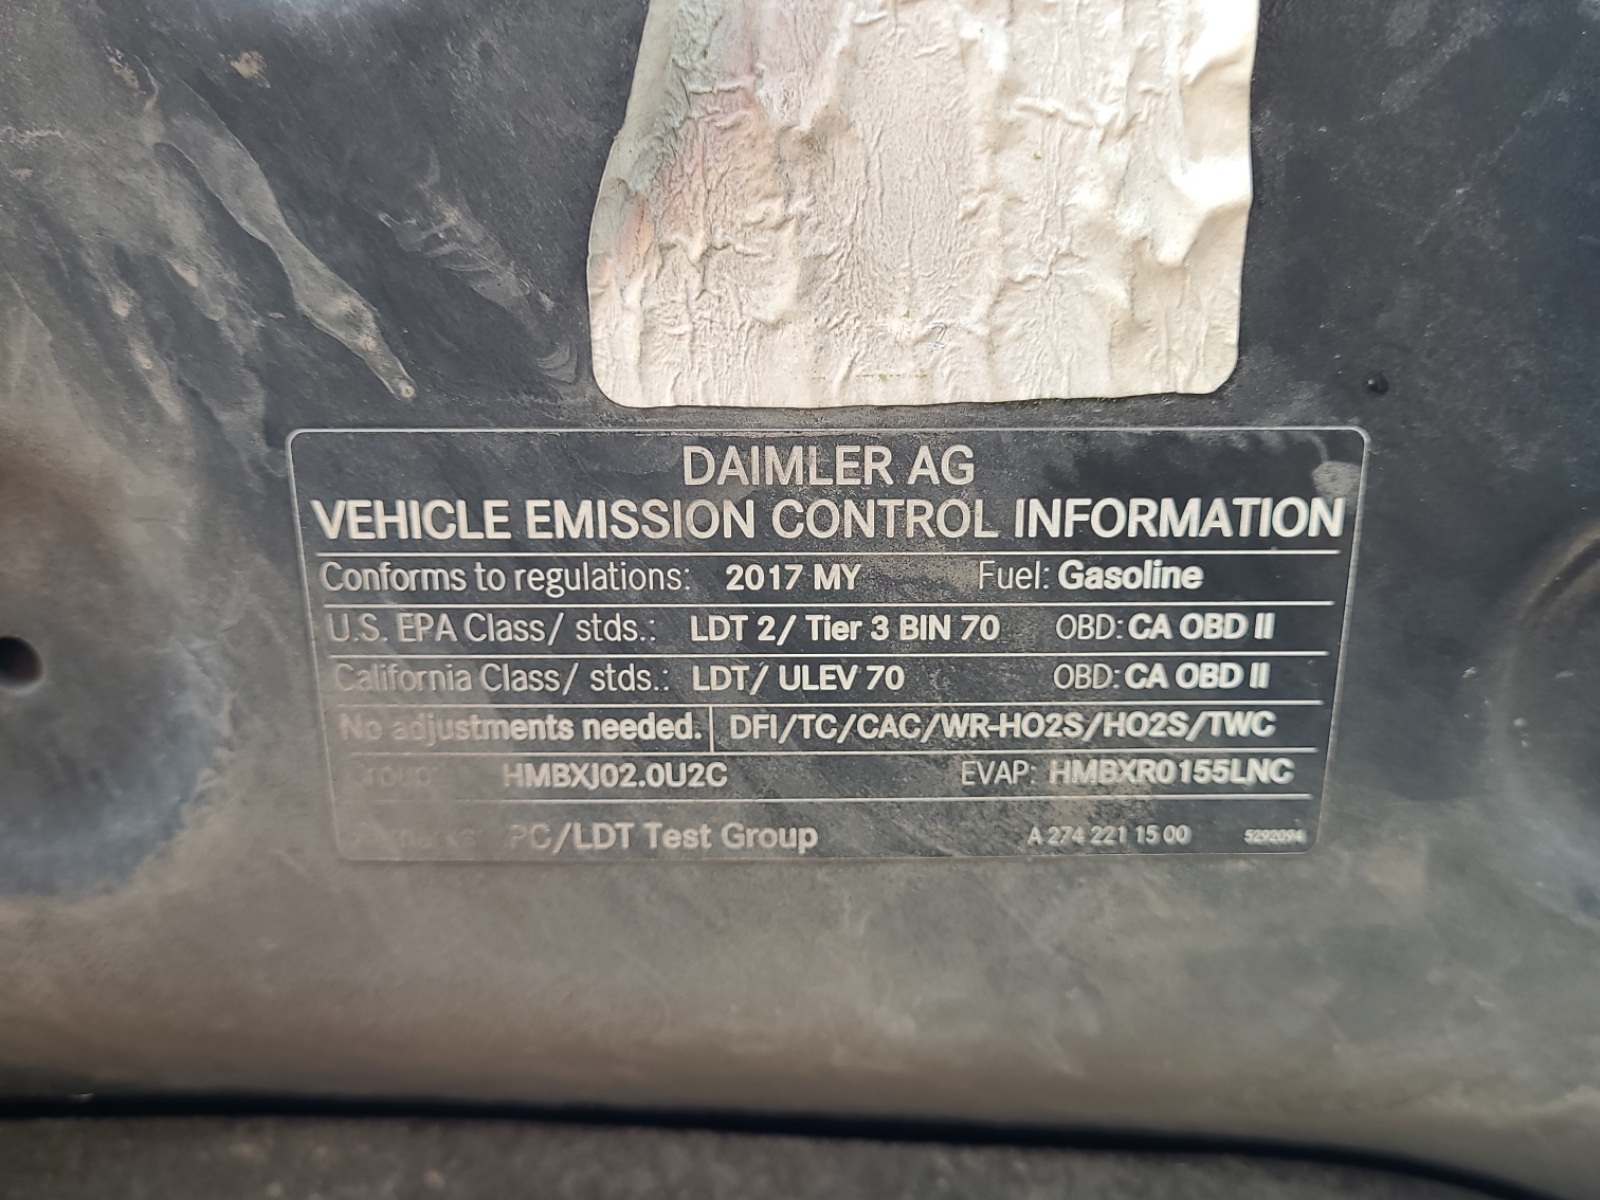 DAIMLER AG
VEHICLE EMISSION CONTROL INFORMATION
Conforms to regulations: 2017 MY Fuel: Gasoline
U.S. EPA Class/ stds.: LDT 2/ Tier 3 BIN 70 OBD: CA OBD II
California Class/ stds.: LDT/ ULEV 70 OBD: CA OBD II
No adjustments needed. DFI/TC/CAC/WR-HO2S/HO2S/TWC
Group: HMBXJ02.0U2C EVAP: HMBXR0155LNC
PC/LDT Test Group A 274 221 15 00 5292094